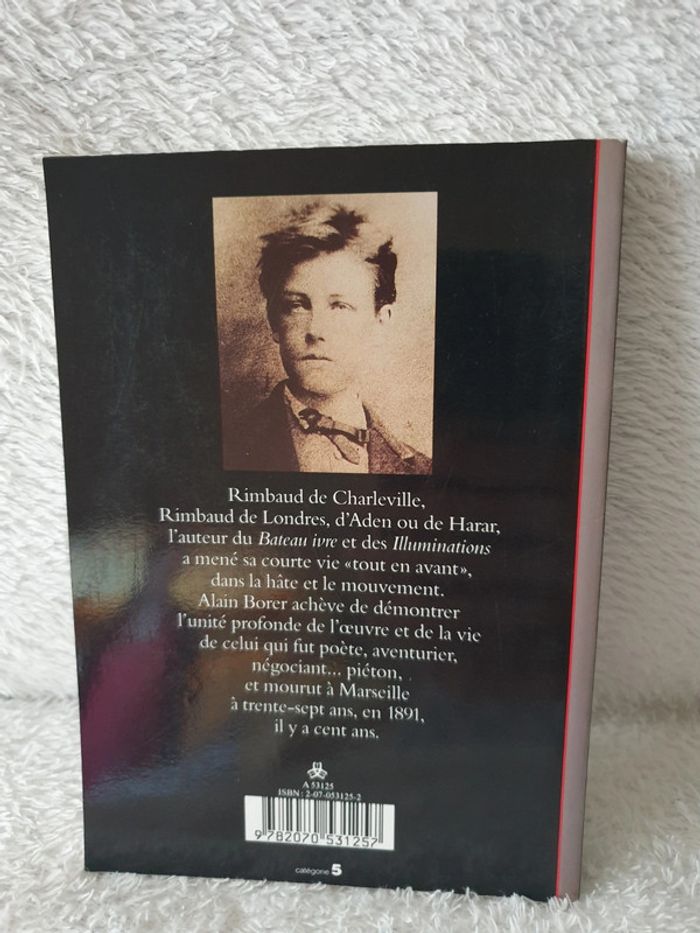 Rimbaud de Charleville,
Rimbaud de Londres, d'Aden ou de Harar,
l'auteur du Bateau ivre et des Illuminations
a mené sa courte vie «tout en avant»,
dans la hâte et le mouvement.
Alain Borer achève de démontrer
l'unité profonde de l'œuvre et de la vie
de celui qui fut poète, aventurier,
négociant... piéton,
et mourut à Marseille
à trente-sept ans, en 1891,
il y a cent ans.
A 53125
ISBN : 2-07-053125-2
9 782070 531257
catégorie 5